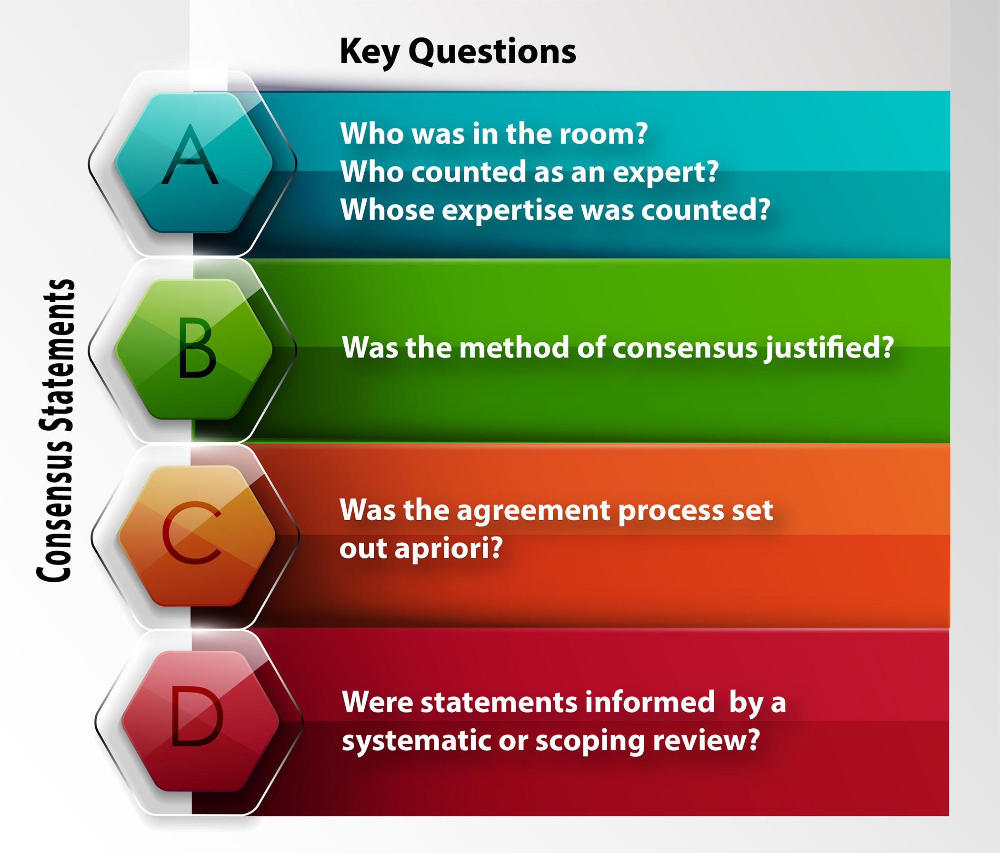 Key Questions
Consensus Statements
A
Who was in the room?
Who counted as an expert?
Whose expertise was counted?
B
Was the method of consensus justified?
C
Was the agreement process set
out apriori?
D
Were statements informed  by a
systematic or scoping review?